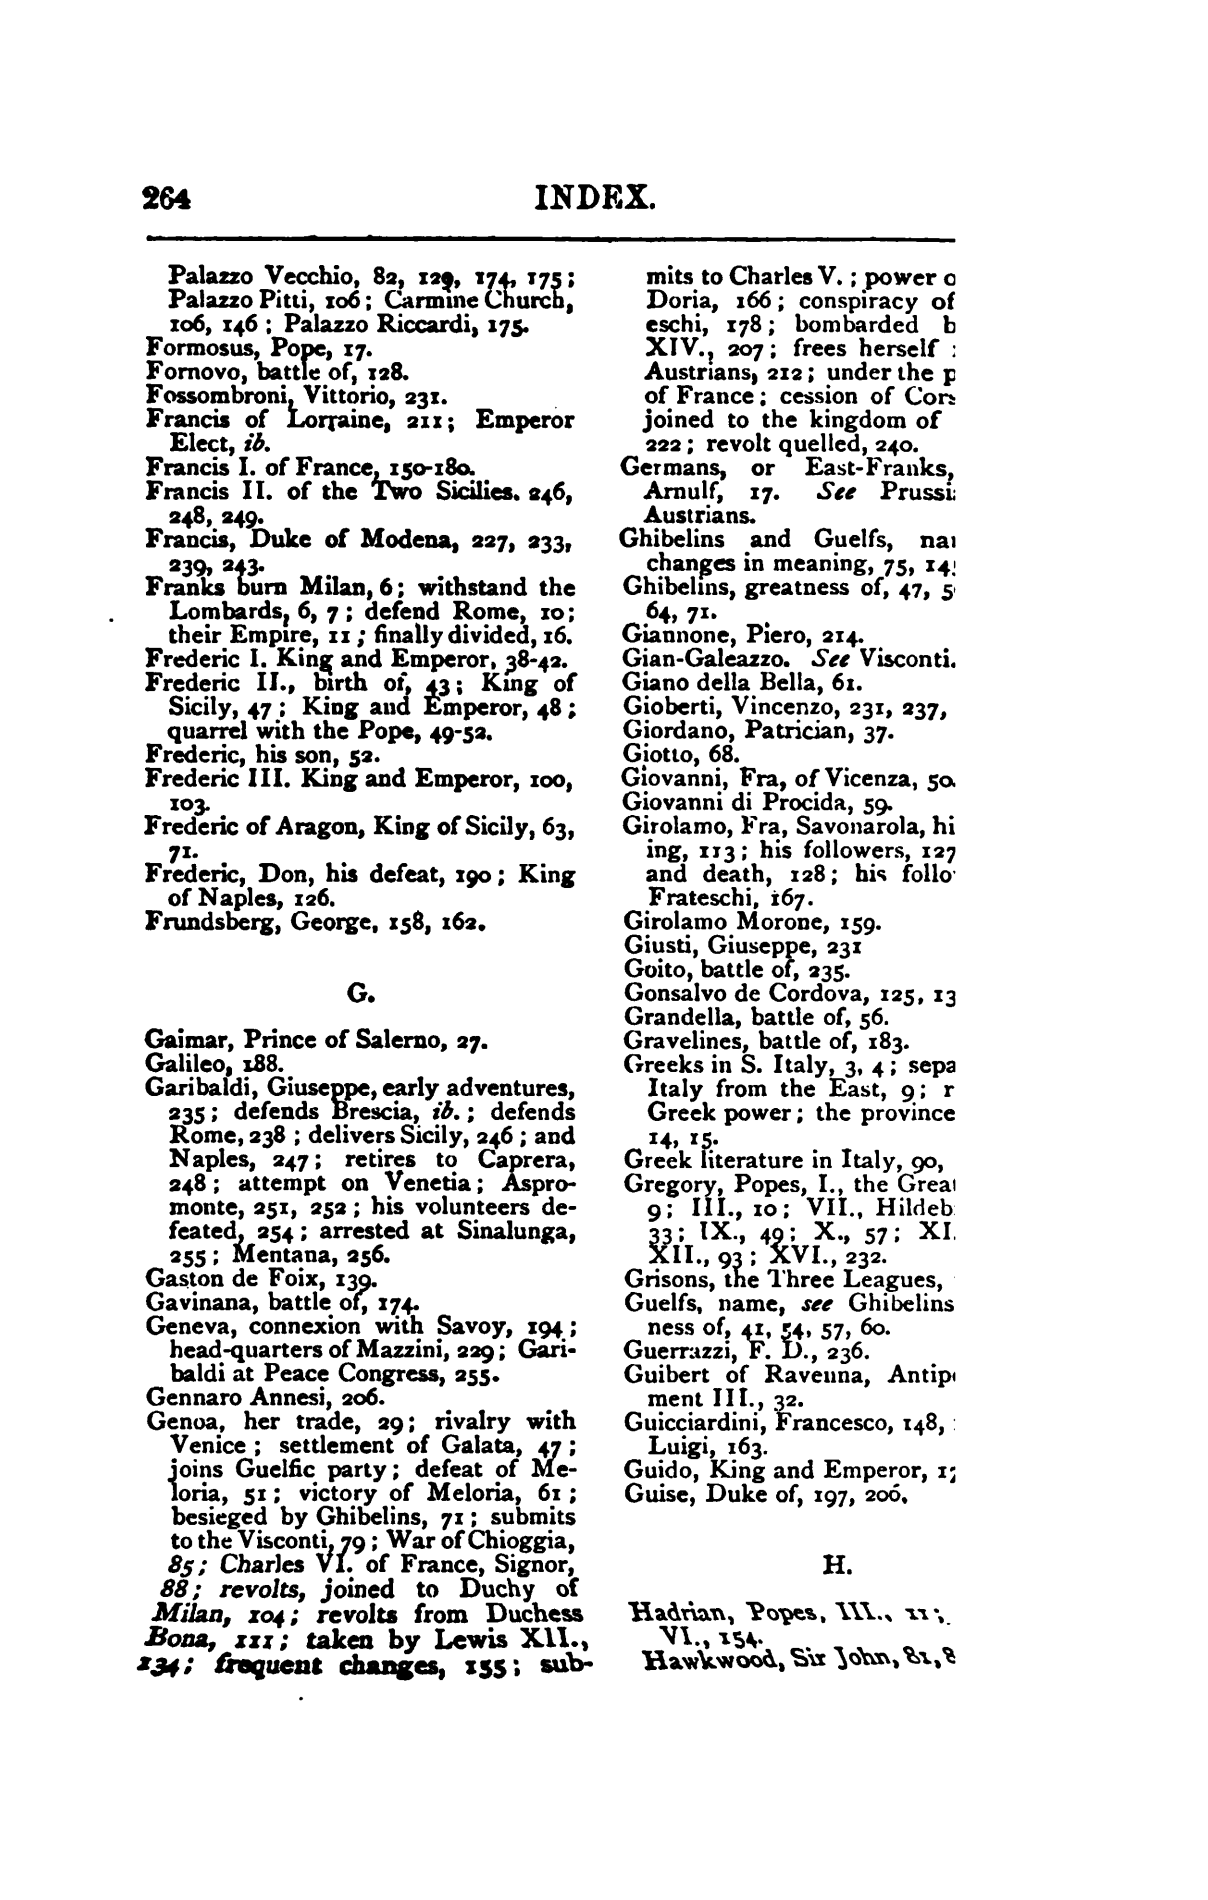 264 INDEX.
Palazzo Vecchio, 82, 129, 174, 175;
Palazzo Pitti, 106; Carmine Church,
106, 146; Palazzo Riccardi, 175.
Formosus, Pope, 17.
Fornovo, battle of, 128.
Fossombroni, Vittorio, 231.
Francis of Lorraine, 211; Emperor
Elect, ib.
Francis I. of France, 150-180.
Francis II. of the Two Sicilies. 246,
248, 249.
Francis, Duke of Modena, 227, 233,
239, 243.
Franks burn Milan, 6; withstand the
Lombards, 6, 7; defend Rome, 10;
their Empire, 11; finally divided, 16.
Frederic I. King and Emperor, 38-42.
Frederic II., birth of, 43; King of
Sicily, 47; King and Emperor, 48;
quarrel with the Pope, 49-52.
Frederic, his son, 52.
Frederic III. King and Emperor, 100,
103.
Frederic of Aragon, King of Sicily, 63,
71.
Frederic, Don, his defeat, 190; King
of Naples, 126.
Frundsberg, George, 158, 162.
G.
Gaimar, Prince of Salerno, 27.
Galileo, 188.
Garibaldi, Giuseppe, early adventures,
235; defends Brescia, ib.; defends
Rome, 238; delivers Sicily, 246; and
Naples, 247; retires to Caprera,
248; attempt on Venetia; Aspro-
monte, 251, 252; his volunteers de-
feated, 254; arrested at Sinalunga,
255; Mentana, 256.
Gaston de Foix, 139.
Gavinana, battle of, 174.
Geneva, connexion with Savoy, 194;
head-quarters of Mazzini, 229; Gari-
baldi at Peace Congress, 255.
Gennaro Annesi, 206.
Genoa, her trade, 29; rivalry with
Venice; settlement of Galata, 47;
joins Guelfic party; defeat of Me-
loria, 51; victory of Meloria, 61;
besieged by Ghibelins, 71; submits
to the Visconti, 79; War of Chioggia,
85; Charles VI. of France, Signor,
88; revolts, joined to Duchy of
Milan, 104; revolts from Duchess
Bona, 111; taken by Lewis XII.,
134; frequent changes, 155; sub-
mits to Charles V.; power
Doria, 166; conspiracy of
eschi, 178; bombarded
XIV., 207; frees herself
Austrians, 212; under the
of France; cession of
joined to the kingdom of
222; revolt quelled, 240.
Germans, or East-Franks,
Arnulf, 17. See
Austrians.
Ghibelins and Guelfs,
changes in meaning, 75,
Ghibelins, greatness of, 47,
64, 71.
Giannone, Piero, 214.
Gian-Galeazzo. See Visconti.
Giano della Bella, 61.
Gioberti, Vincenzo, 231, 237,
Giordano, Patrician, 37.
Giotto, 68.
Giovanni, Fra, of Vicenza, 50.
Giovanni di Procida, 59.
Girolamo, Fra, Savonarola,
ing, 113; his followers, 127
and death, 128; his
Frateschi, 167.
Girolamo Morone, 159.
Giusti, Giuseppe, 231
Goito, battle of, 235.
Gonsalvo de Cordova, 125,
Grandella, battle of, 56.
Gravelines, battle of, 183.
Greeks in S. Italy, 3, 4;
Italy from the East, 9;
Greek power; the province
14, 15.
Greek literature in Italy, 90,
Gregory, Popes, I., the
9; III., 10; VII.,
33; IX., 49; X., 57; XI.
XII., 93; XVI., 232.
Grisons, the Three Leagues,
Guelfs, name, see Ghibelins
ness of, 41, 54, 57, 60.
Guerrazzi, F. D., 236.
Guibert of Ravenna,
ment III., 32.
Guicciardini, Francesco, 148,
Luigi, 163.
Guido, King and Emperor,
Guise, Duke of, 197, 206.
H.
Hadrian, Popes, III., 11;
VI., 154.
Hawkwood, Sir John, 81,